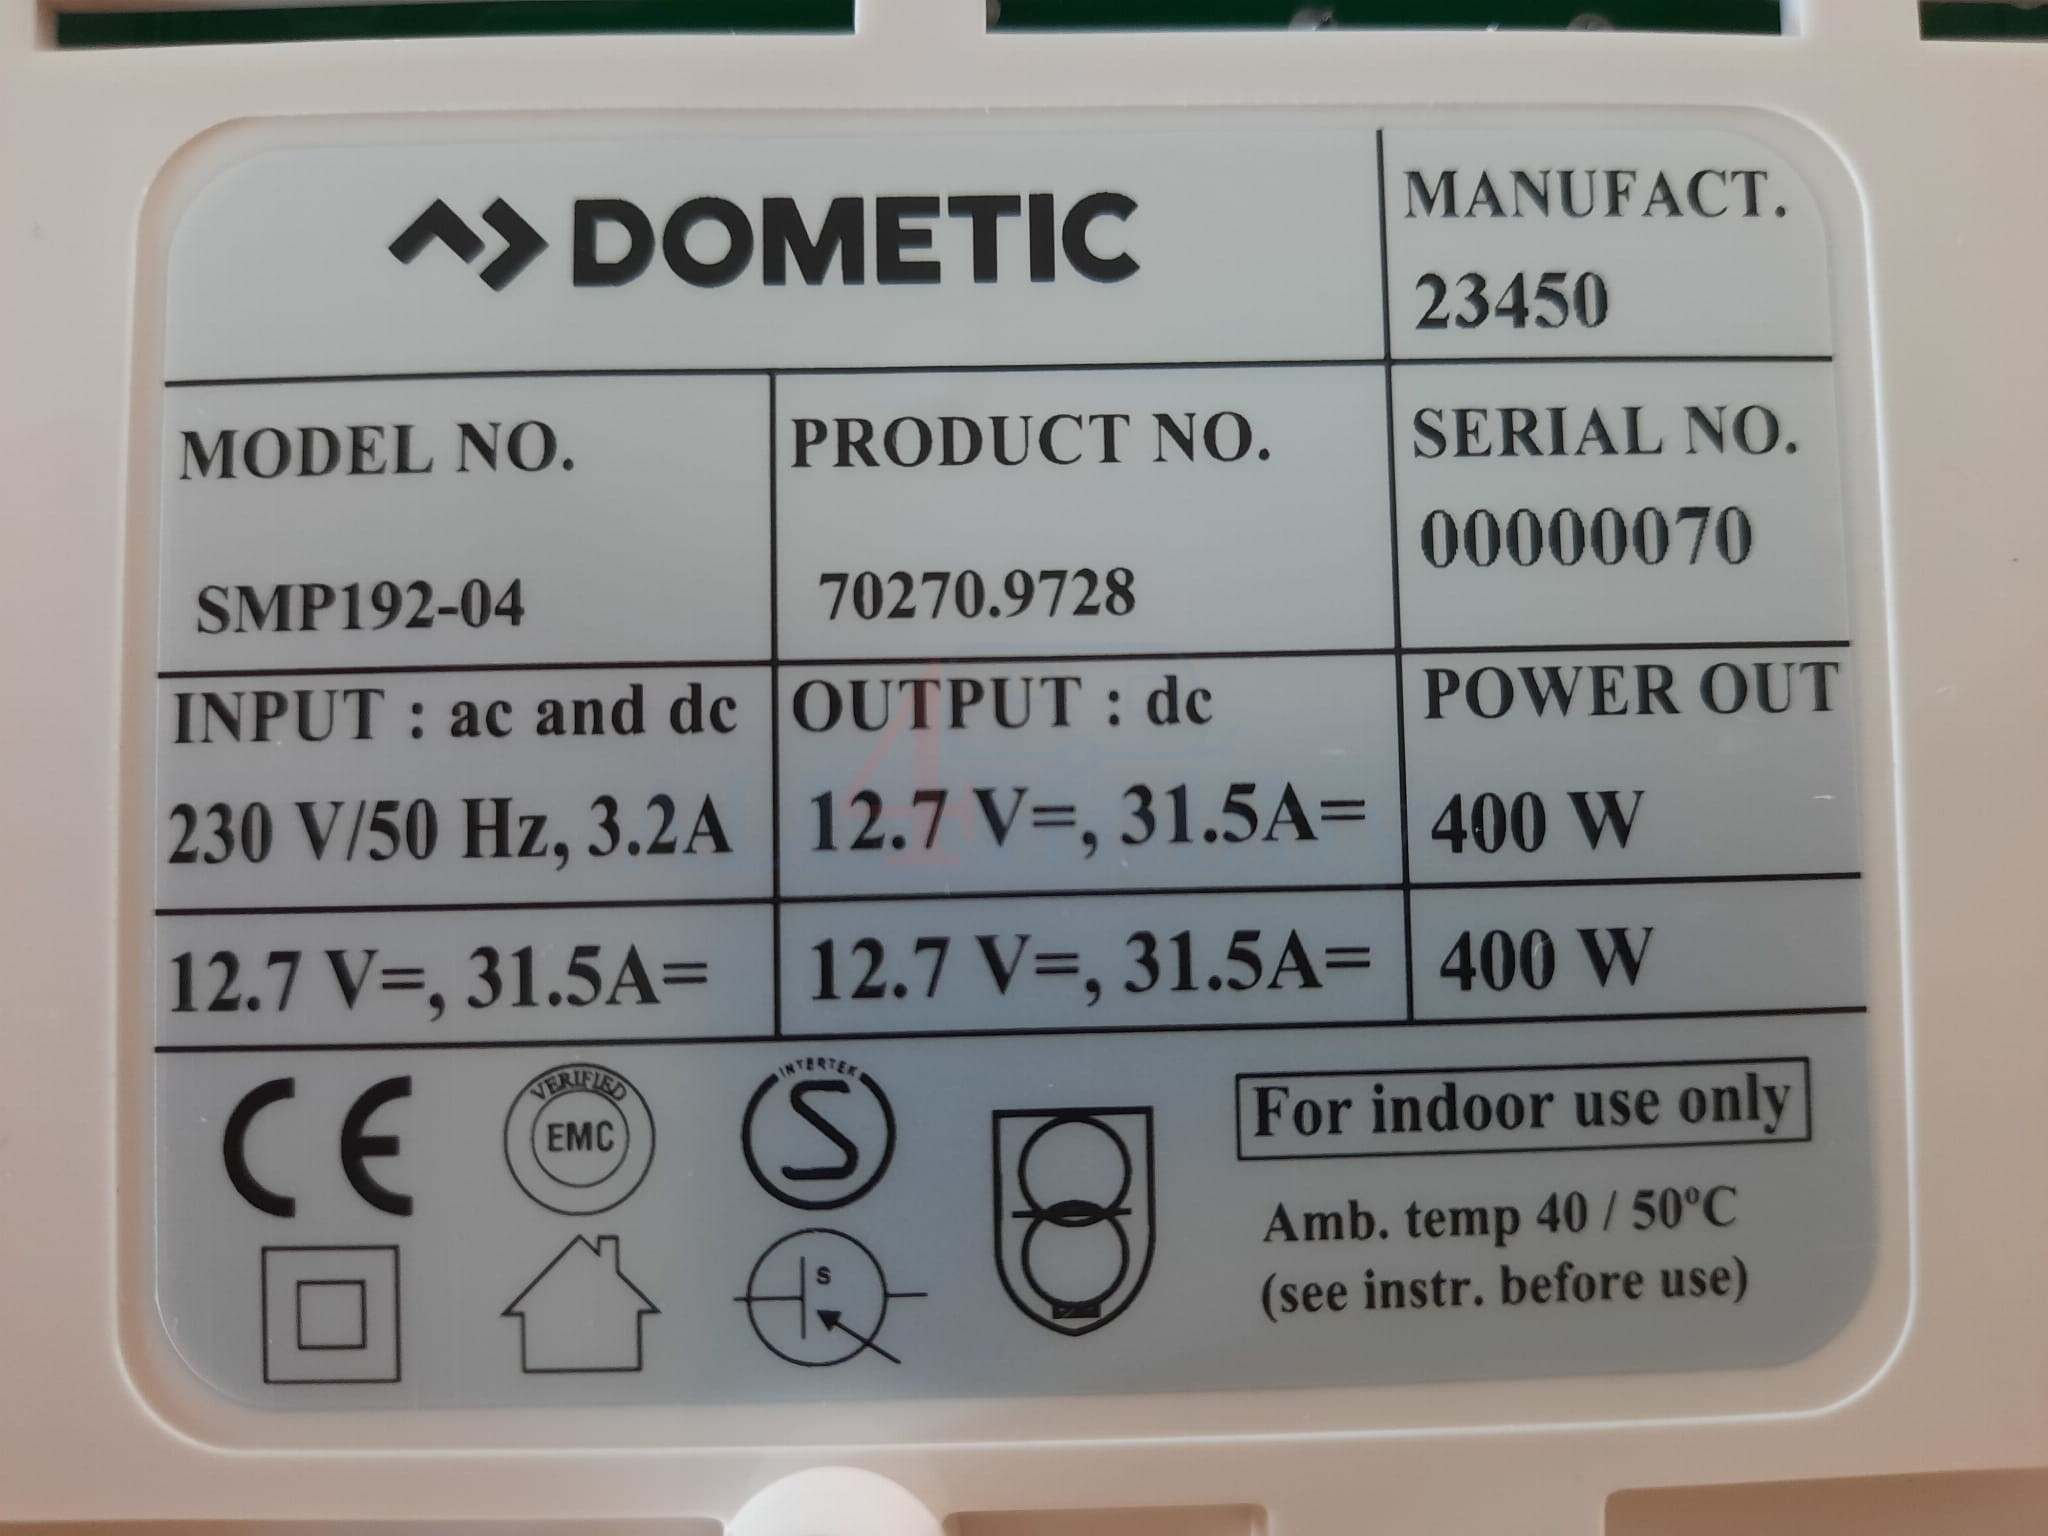 DOMETIC
MANUFACT.
23450
MODEL NO.
SMP192-04
PRODUCT NO.
70270.9728
SERIAL NO.
00000070
INPUT : ac and dc
OUTPUT : dc
POWER OUT
230 V/50 Hz, 3.2A
12.7 V=, 31.5A=
400 W
12.7 V=, 31.5A=
12.7 V=, 31.5A=
400 W
CE
VERIFIED
EMC
INTERTEK
S
S
For indoor use only
Amb. temp 40 / 50ºC
(see instr. before use)